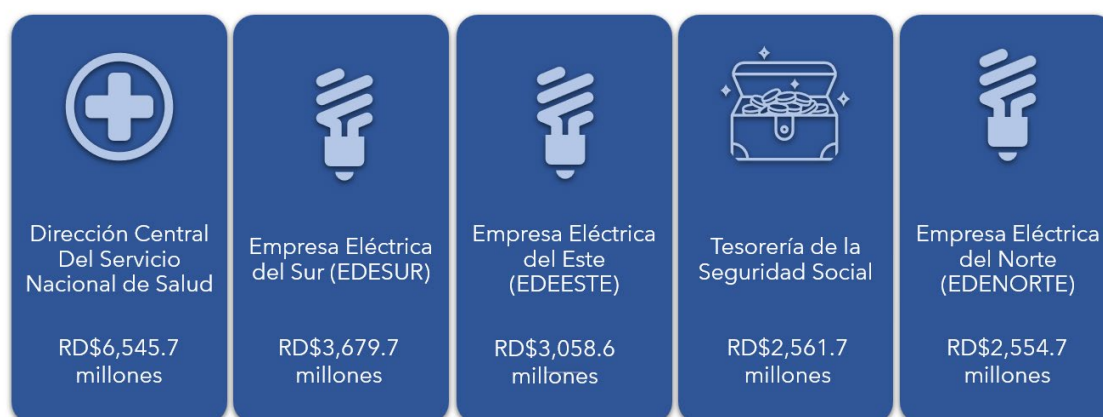 Dirección Central
Del Servicio
Nacional de Salud
RD$6,545.7
millones
Empresa Eléctrica
del Sur (EDESUR)
RD$3,679.7
millones
Empresa Eléctrica
del Este
(EDEESTE)
RD$3,058.6
millones
Tesorería de la
Seguridad Social
RD$2,561.7
millones
Empresa Eléctrica
del Norte
(EDENORTE)
RD$2,554.7
millones